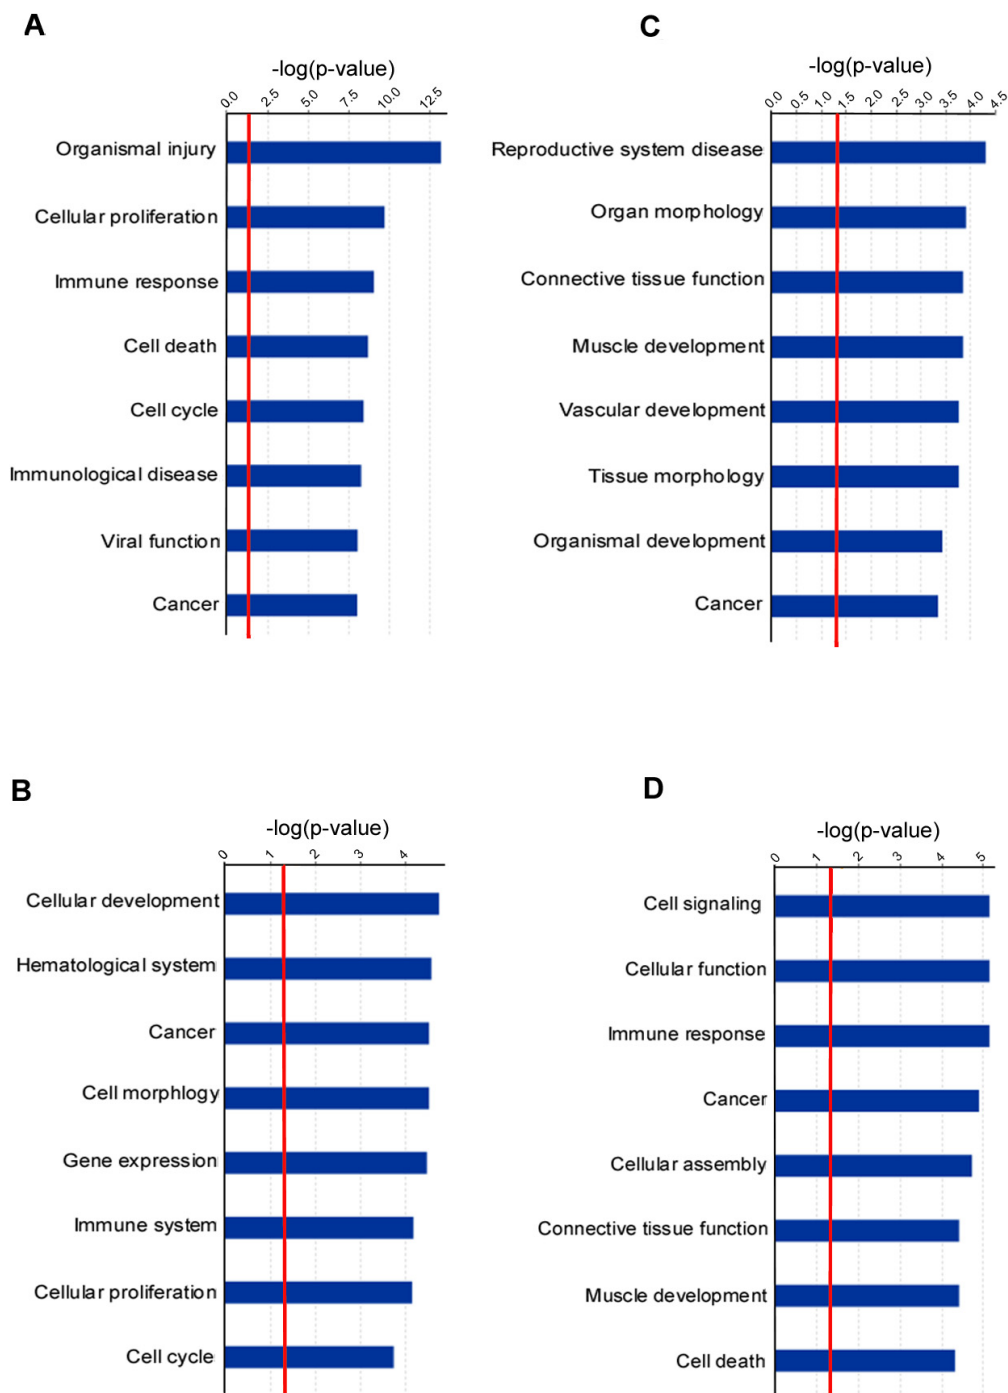 A
-log(p-value)
0.0 2.5 5.0 7.5 10.0 12.5
Organismal injury
Cellular proliferation
Immune response
Cell death
Cell cycle
Immunological disease
Viral function
Cancer
C
-log(p-value)
0.0 0.5 1.0 1.5 2.0 2.5 3.0 3.5 4.0 4.5
Reproductive system disease
Organ morphology
Connective tissue function
Muscle development
Vascular development
Tissue morphology
Organismal development
Cancer
B
-log(p-value)
0 1 2 3 4
Cellular development
Hematological system
Cancer
Cell morphlogy
Gene expression
Immune system
Cellular proliferation
Cell cycle
D
-log(p-value)
0 1 2 3 4 5
Cell signaling
Cellular function
Immune response
Cancer
Cellular assembly
Connective tissue function
Muscle development
Cell death